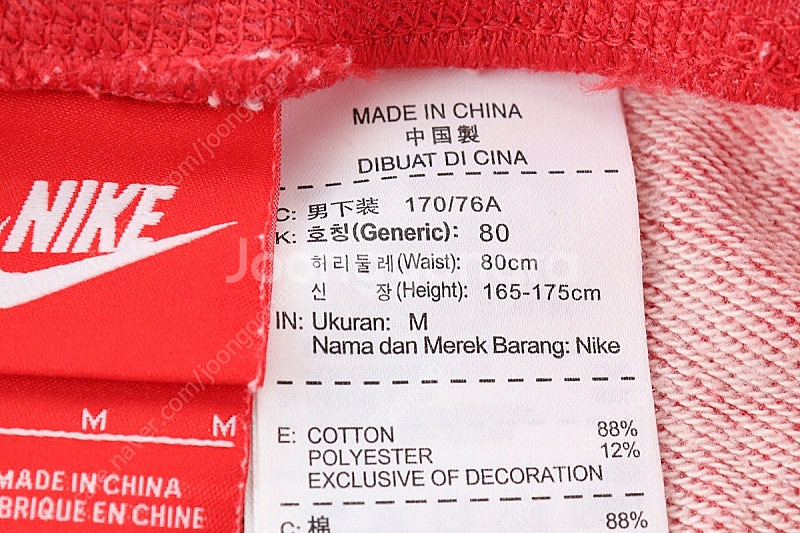 MADE IN CHINA
中国製
DIBUAT DI CINA
C: 男下装 170/76A
K: 호칭(Generic): 80
허리둘레(Waist): 80cm
신 장(Height): 165-175cm
IN: Ukuran: M
Nama dan Merek Barang: Nike
E: COTTON 88%
POLYESTER 12%
EXCLUSIVE OF DECORATION
C: 棉 88%
NIKE
M M
MADE IN CHINA
BRIQUE EN CHINE